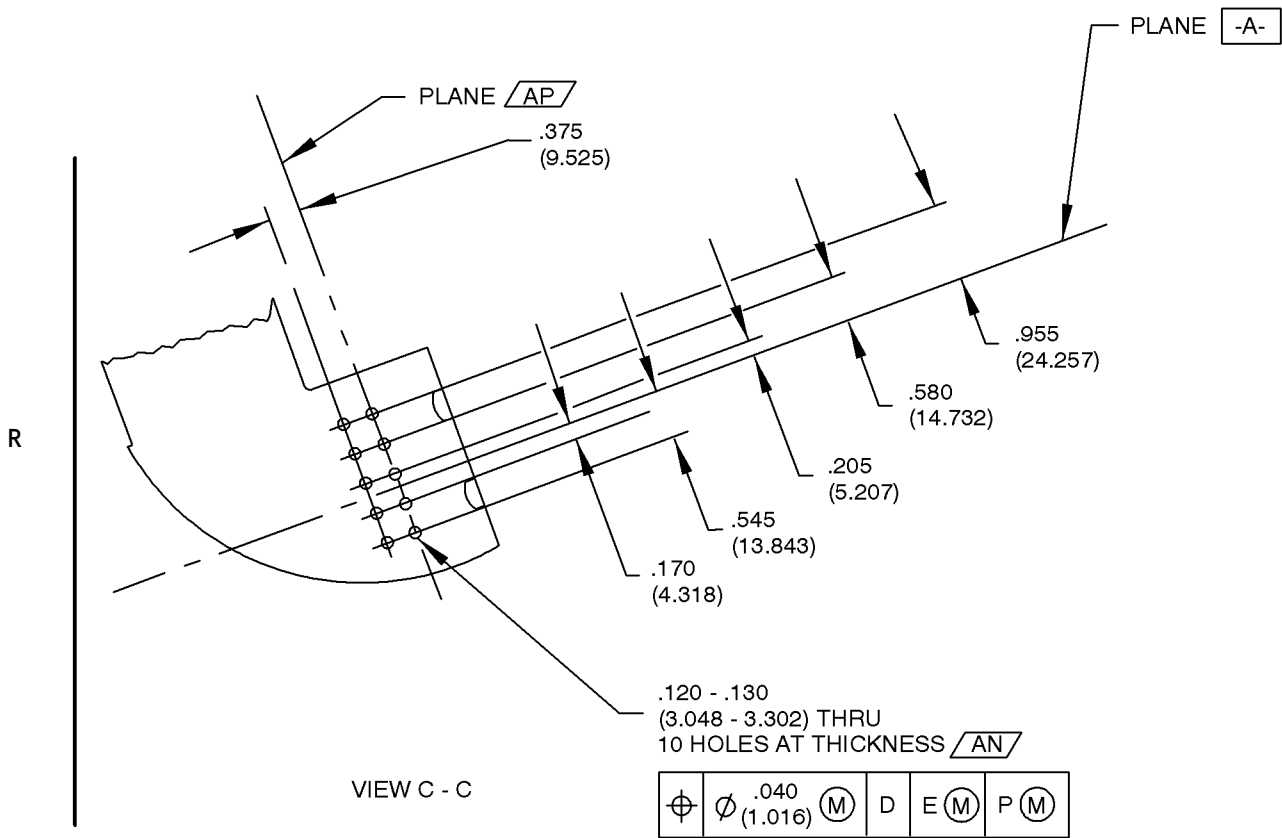 PLANE -A-
PLANE AP
.375
(9.525)
.955
(24.257)
.580
(14.732)
R
.205
(5.207)
.545
(13.843)
.170
(4.318)
.120 - .130
(3.048 - 3.302) THRU
10 HOLES AT THICKNESS AN
VIEW C - C
⌖ Ø .040 (1.016) Ⓜ D E Ⓜ P Ⓜ